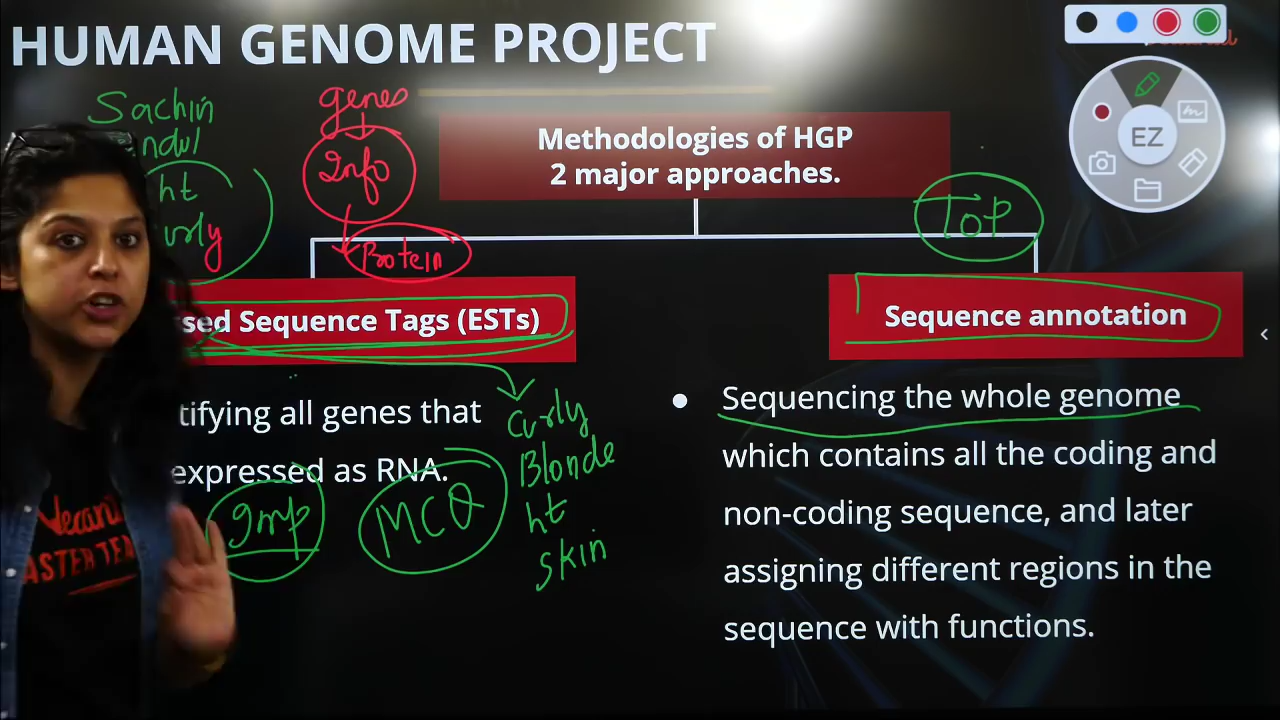 HUMAN GENOME PROJECT
Sachin
ht
genes
Info
Protein
Methodologies of HGP
2 major approaches.
TOP
EZ
sed Sequence Tags (ESTs)
tifying all genes that
expressed as RNA.
Imp
MCQ
Curly
Blonde
ht
Skin
Sequence annotation
● Sequencing the whole genome
which contains all the coding and
non-coding sequence, and later
assigning different regions in the
sequence with functions.